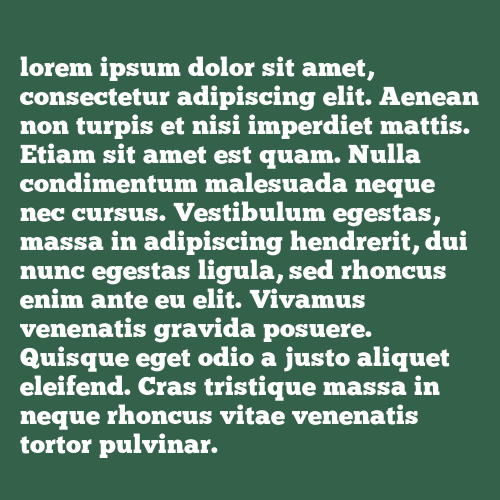 lorem ipsum dolor sit amet,
consectetur adipiscing elit. Aenean
non turpis et nisi imperdiet mattis.
Etiam sit amet est quam. Nulla
condimentum malesuada neque
nec cursus. Vestibulum egestas,
massa in adipiscing hendrerit, dui
nunc egestas ligula, sed rhoncus
enim ante eu elit. Vivamus
venenatis gravida posuere.
Quisque eget odio a justo aliquet
eleifend. Cras tristique massa in
neque rhoncus vitae venenatis
tortor pulvinar.